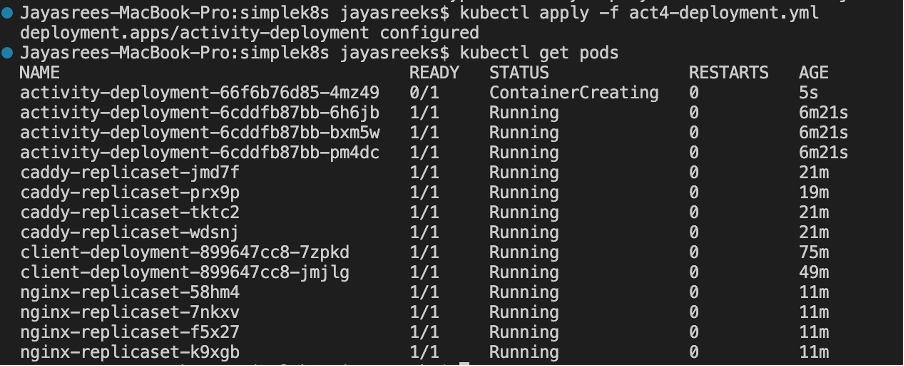 Jayasrees-MacBook-Pro:simplek8s jayasreeks$ kubectl apply -f act4-deployment.yml
deployment.apps/activity-deployment configured
Jayasrees-MacBook-Pro:simplek8s jayasreeks$ kubectl get pods
NAME READY STATUS RESTARTS AGE
activity-deployment-66f6b76d85-4mz49 0/1 ContainerCreating 0 5s
activity-deployment-6cddfb87bb-6h6jb 1/1 Running 0 6m21s
activity-deployment-6cddfb87bb-bxm5w 1/1 Running 0 6m21s
activity-deployment-6cddfb87bb-pm4dc 1/1 Running 0 6m21s
caddy-replicaset-jmd7f 1/1 Running 0 21m
caddy-replicaset-prx9p 1/1 Running 0 19m
caddy-replicaset-tktc2 1/1 Running 0 21m
caddy-replicaset-wdsnj 1/1 Running 0 21m
client-deployment-899647cc8-7zpkd 1/1 Running 0 75m
client-deployment-899647cc8-jmjlg 1/1 Running 0 49m
nginx-replicaset-58hm4 1/1 Running 0 11m
nginx-replicaset-7nkxv 1/1 Running 0 11m
nginx-replicaset-f5x27 1/1 Running 0 11m
nginx-replicaset-k9xgb 1/1 Running 0 11m